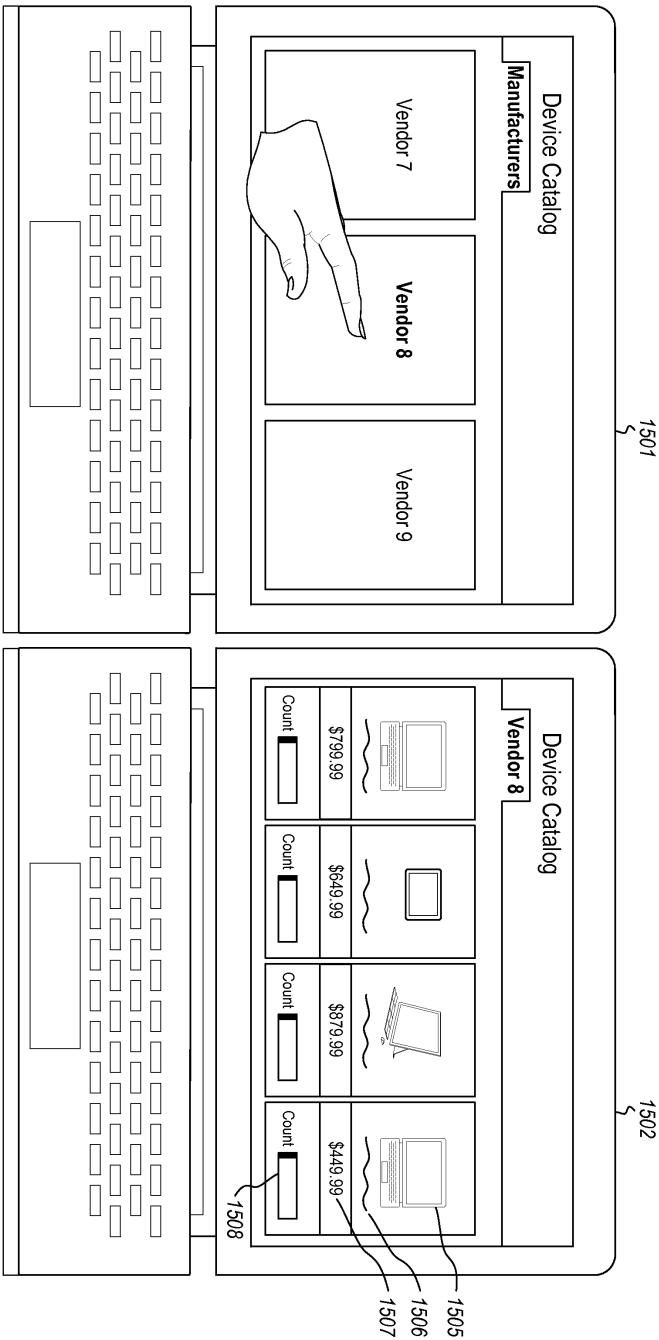 1501
Device Catalog
Manufacturers
Vendor 7
Vendor 8
Vendor 9
1502
Device Catalog
Vendor 8
$799.99
$649.99
$879.99
$449.99
Count
Count
Count
Count
1505
1506
1507
1508